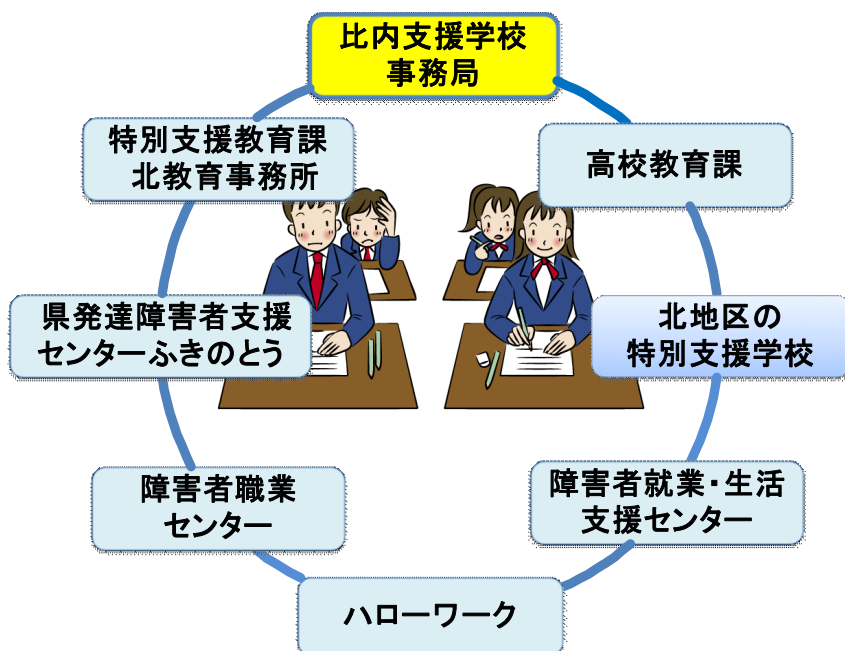 比内支援学校
事務局
特別支援教育課
北教育事務所
高校教育課
県発達障害者支援
センターふきのとう
北地区の
特別支援学校
障害者職業
センター
障害者就業・生活
支援センター
ハローワーク